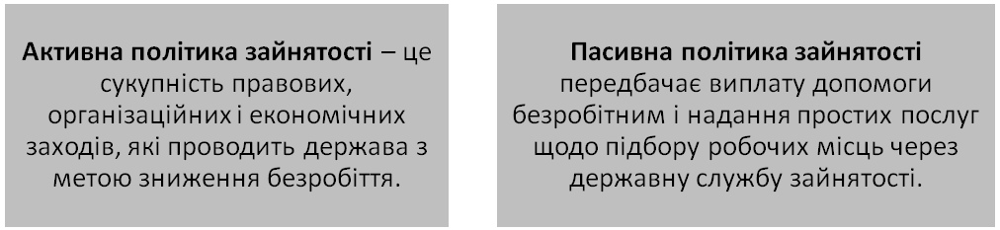 Активна політика зайнятості – це
сукупність правових,
організаційних і економічних
заходів, які проводить держава з
метою зниження безробіття.
Пасивна політика зайнятості
передбачає виплату допомоги
безробітним і надання простих послуг
щодо підбору робочих місць через
державну службу зайнятості.